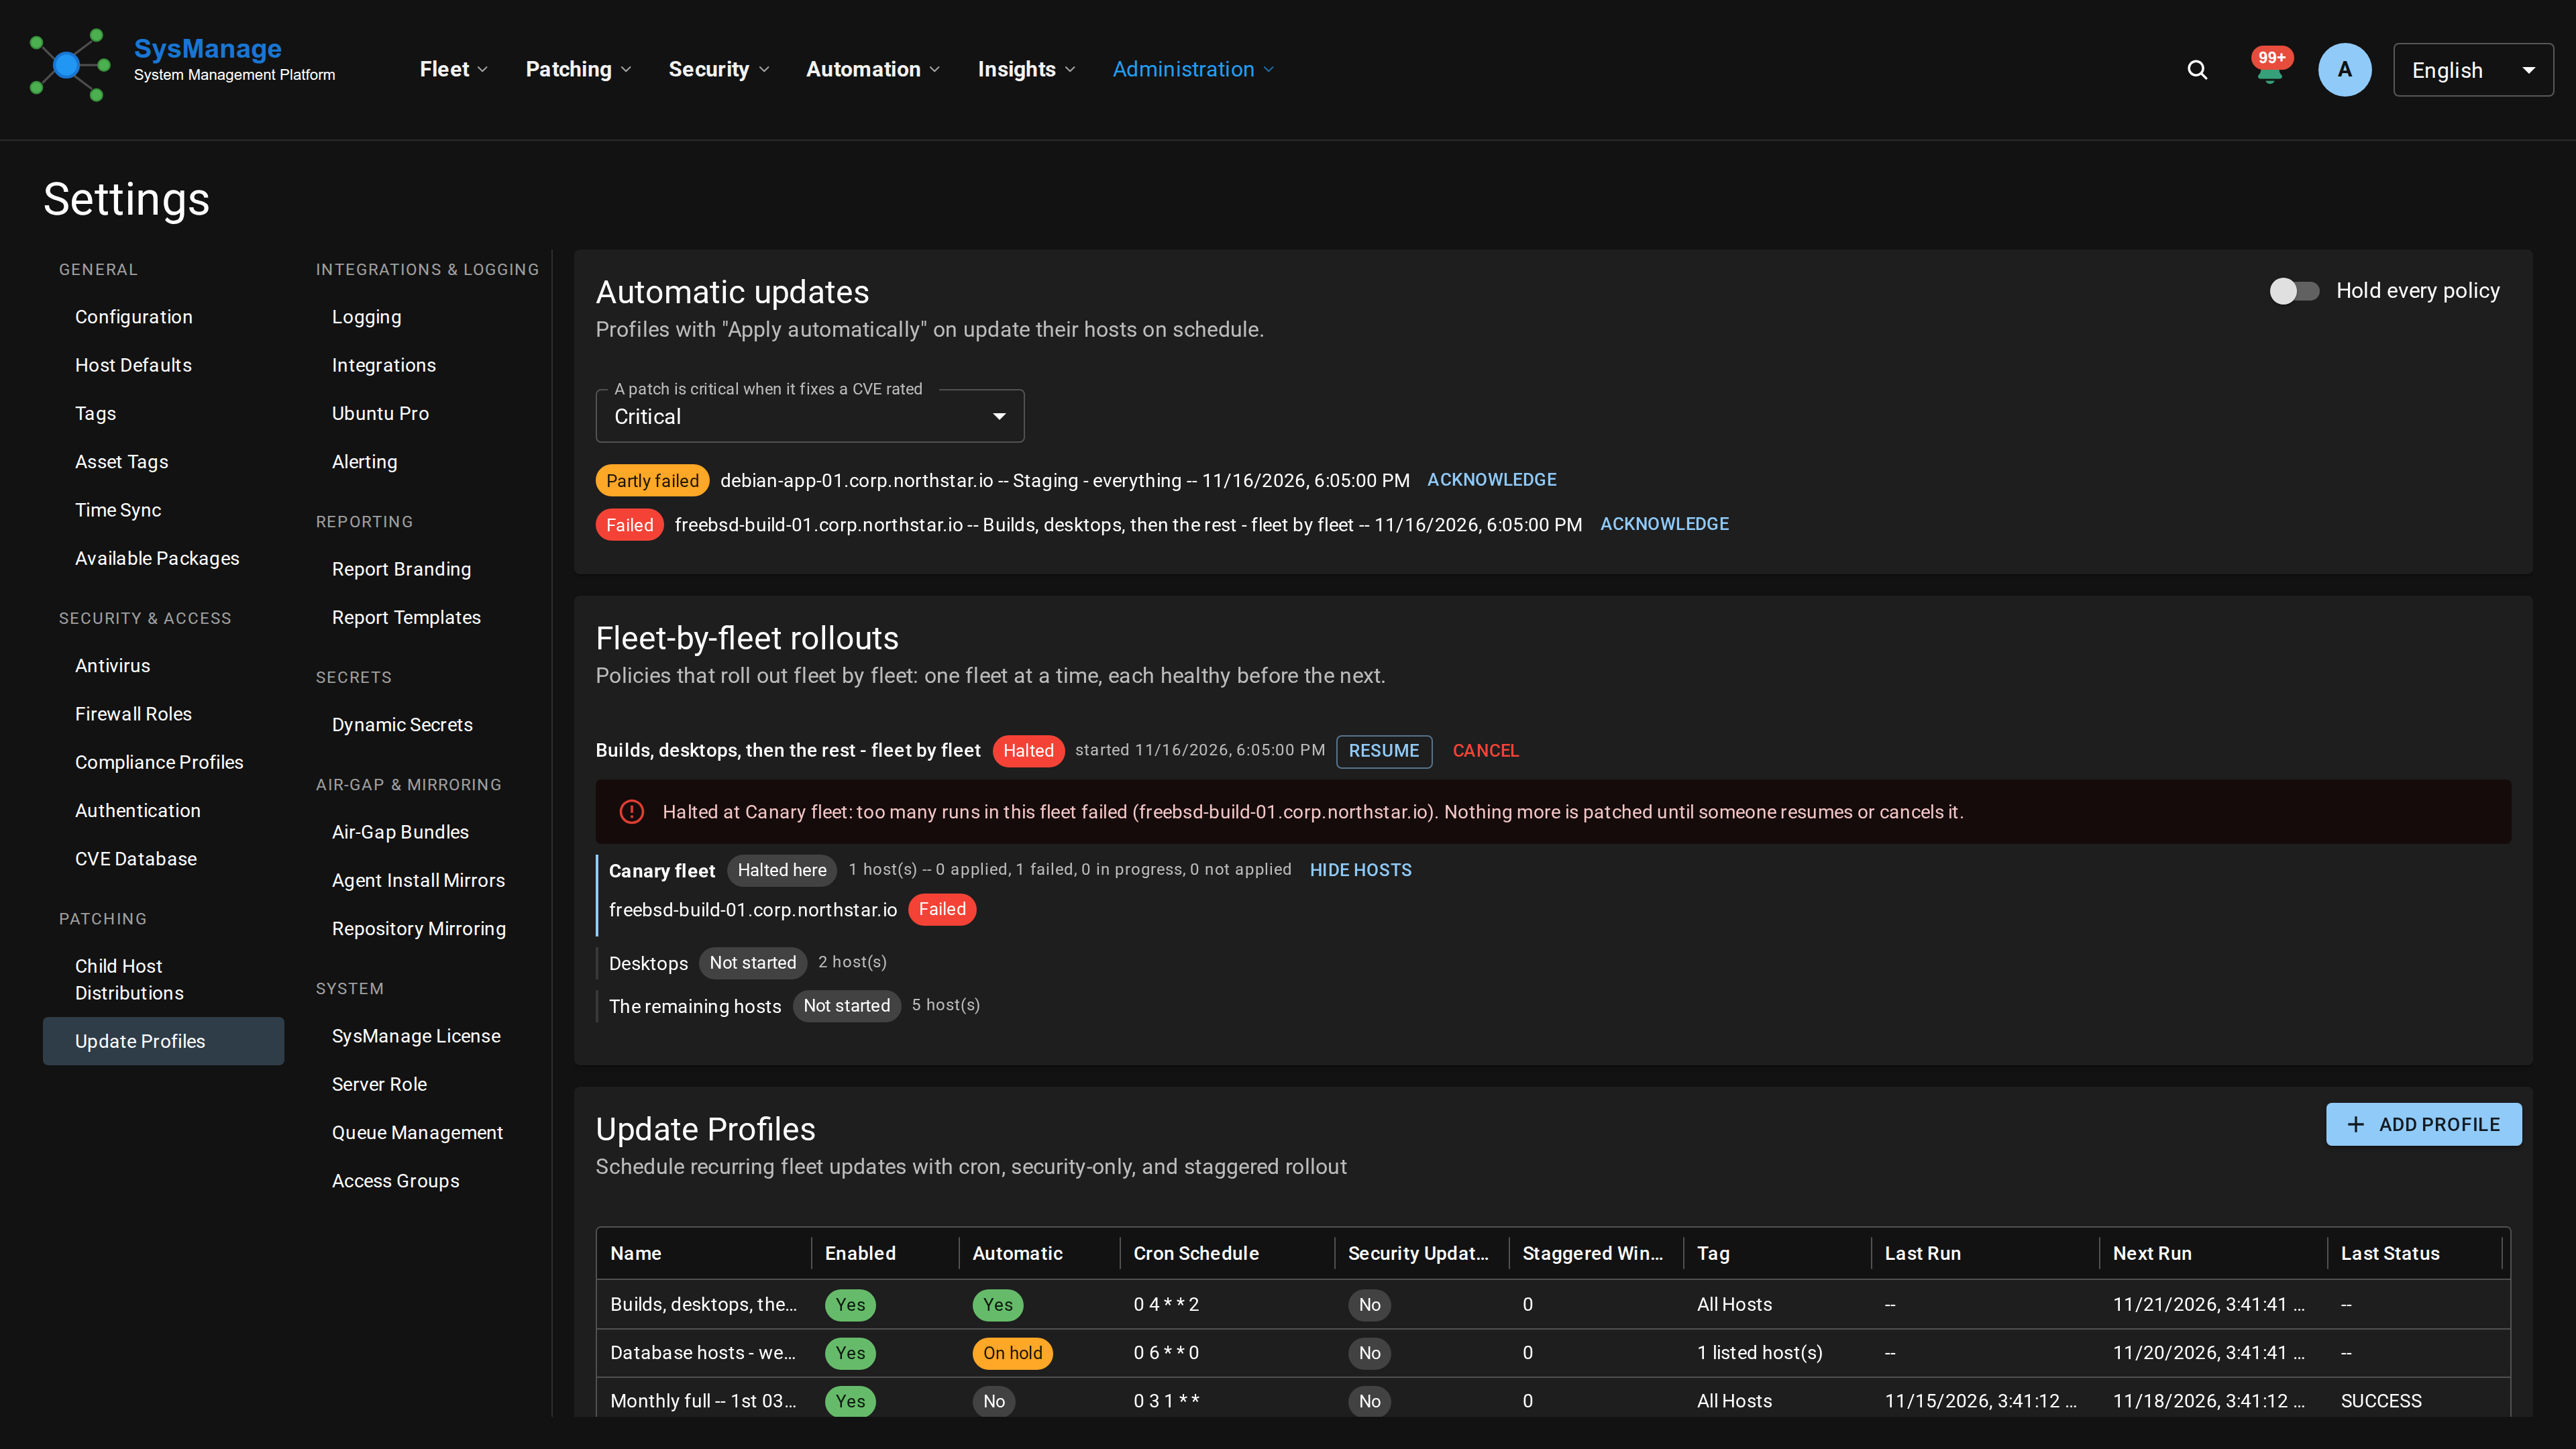 SysManage
System Management Platform
Fleet
Patching
Security
Automation
Insights
Administration
99+
A
English
Settings
GENERAL
Configuration
Host Defaults
Tags
Asset Tags
Time Sync
Available Packages
SECURITY & ACCESS
Antivirus
Firewall Roles
Compliance Profiles
Authentication
CVE Database
PATCHING
Child Host
Distributions
Update Profiles
INTEGRATIONS & LOGGING
Logging
Integrations
Ubuntu Pro
Alerting
REPORTING
Report Branding
Report Templates
SECRETS
Dynamic Secrets
AIR-GAP & MIRRORING
Air-Gap Bundles
Agent Install Mirrors
Repository Mirroring
SYSTEM
SysManage License
Server Role
Queue Management
Access Groups
Automatic updates
Hold every policy
Profiles with "Apply automatically" on update their hosts on schedule.
A patch is critical when it fixes a CVE rated
Critical
Partly failed debian-app-01.corp.northstar.io -- Staging - everything -- 11/16/2026, 6:05:00 PM ACKNOWLEDGE
Failed freebsd-build-01.corp.northstar.io -- Builds, desktops, then the rest - fleet by fleet -- 11/16/2026, 6:05:00 PM ACKNOWLEDGE
Fleet-by-fleet rollouts
Policies that roll out fleet by fleet: one fleet at a time, each healthy before the next.
Builds, desktops, then the rest - fleet by fleet Halted started 11/16/2026, 6:05:00 PM RESUME CANCEL
Halted at Canary fleet: too many runs in this fleet failed (freebsd-build-01.corp.northstar.io). Nothing more is patched until someone resumes or cancels it.
Canary fleet Halted here 1 host(s) -- 0 applied, 1 failed, 0 in progress, 0 not applied HIDE HOSTS
freebsd-build-01.corp.northstar.io Failed
Desktops Not started 2 host(s)
The remaining hosts Not started 5 host(s)
Update Profiles
ADD PROFILE
Schedule recurring fleet updates with cron, security-only, and staggered rollout
Name Enabled Automatic Cron Schedule Security Updat... Staggered Win... Tag Last Run Next Run Last Status
Builds, desktops, the... Yes Yes 0 4 * * 2 No 0 All Hosts -- 11/21/2026, 3:41:41 ... --
Database hosts - we... Yes On hold 0 6 * * 0 No 0 1 listed host(s) -- 11/20/2026, 3:41:41 ... --
Monthly full -- 1st 03... Yes No 0 3 1 * * No 0 All Hosts 11/15/2026, 3:41:12 ... 11/18/2026, 3:41:12 ... SUCCESS